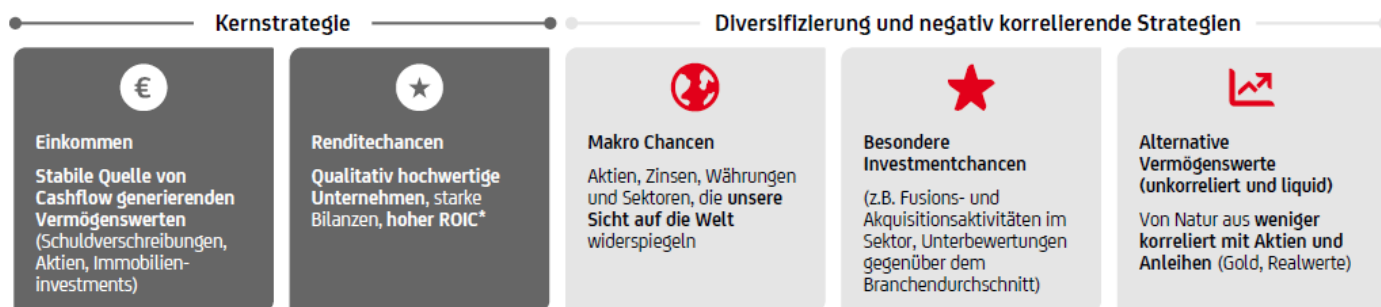 Kernstrategie
Diversifizierung und negativ korrelierende Strategien
€
Einkommen
Stabile Quelle von
Cashflow generierenden
Vermögenswerten
(Schuldverschreibungen,
Aktien, Immobilien-
investments)
Renditechancen
Qualitativ hochwertige
Unternehmen, starke
Bilanzen, hoher ROIC*
Makro Chancen
Aktien, Zinsen, Währungen
und Sektoren, die unsere
Sicht auf die Welt
widerspiegeln
Besondere
Investmentchancen
(z.B. Fusions- und
Akquisitionsaktivitäten im
Sektor, Unterbewertungen
gegenüber dem
Branchendurchschnitt)
Alternative
Vermögenswerte
(unkorreliert und liquid)
Von Natur aus weniger
korreliert mit Aktien und
Anleihen (Gold, Realwerte)